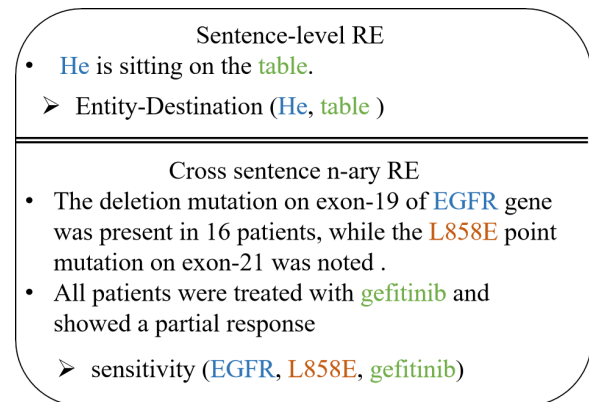 Sentence-level RE
• He is sitting on the table.
➢ Entity-Destination (He, table )
Cross sentence n-ary RE
• The deletion mutation on exon-19 of EGFR gene
was present in 16 patients, while the L858E point
mutation on exon-21 was noted .
• All patients were treated with gefitinib and
showed a partial response
➢ sensitivity (EGFR, L858E, gefitinib)